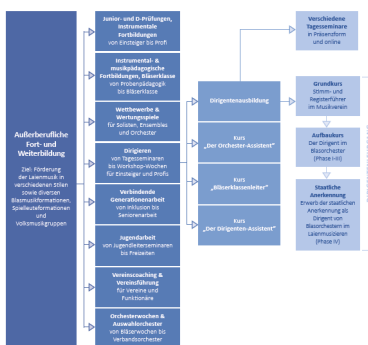 Außerberufliche
Fort- und
Weiterbildung
Ziel: Förderung
der Laienmusik in
verschiedenen Stilen
sowie diversen
Blasmusikformationen,
Spielleuteformationen
und
Volksmusikgruppen
Junior- und D-Prüfungen,
Instrumentale
Fortbildungen
von Einsteiger bis Profi
Instrumental- &
musikpädagogische
Fortbildungen, Bläserklasse
von Probenpädagogik
bis Bläserklasse
Wettbewerbe &
Wertungsspiele
für Solisten, Ensembles
und Orchester
Dirigieren
von Tagesseminaren
bis Workshop-Wochen
für Einsteiger und Profis
Verbindende
Generationenarbeit
von Inklusion bis
Seniorenarbeit
Jugendarbeit
von Jugendleiterseminaren
bis Freizeiten
Vereinscoaching &
Vereinsführung
für Vereine und
Funktionäre
Orchesterwochen &
Auswahlorchester
von Bläserwochen bis
Verbandsorchester
Dirigentenausbildung
Kurs
„Der Orchester-Assistent"
Kurs
„Bläserklassenleiter"
Kurs
„Der Dirigenten-Assistent"
Verschiedene
Tagesseminare
in Präsenzform
und online
Grundkurs
Stimm- und
Registerführer
im Musikverein
Aufbaukurs
Der Dirigent im
Blasorchester
(Phase I-III)
Staatliche
Anerkennung
Erwerb der staatlichen
Anerkennung als
Dirigent von
Blasorchestern im
Laienmusizieren
(Phase IV)